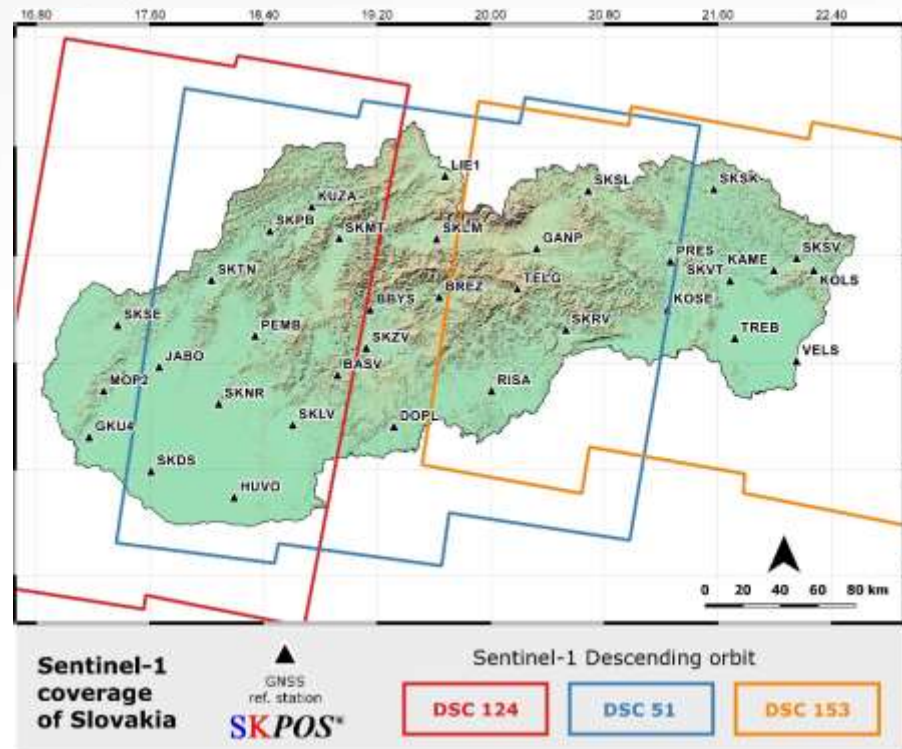 16.80 17.60 18.40 19.20 20.00 20.80 21.60 22.40
LIE1
SKSL
SKSK
KUZA
SKPB
SKMT
SKLM
GANP
PRES
SKSV
SKVT
KAME
KOLS
SKTN
TELG
BREZ
BBYS
KOSE
SKSE
PEMB
SKZV
SKRV
TREB
JABO
BASV
VELS
MOP2
RISA
SKNR
GKU4
SKLV
DOPL
SKDS
HUVO
0 20 40 60 80 km
Sentinel-1
coverage
of Slovakia
GNSS
ref. station
SKPOS®
Sentinel-1 Descending orbit
DSC 124
DSC 51
DSC 153